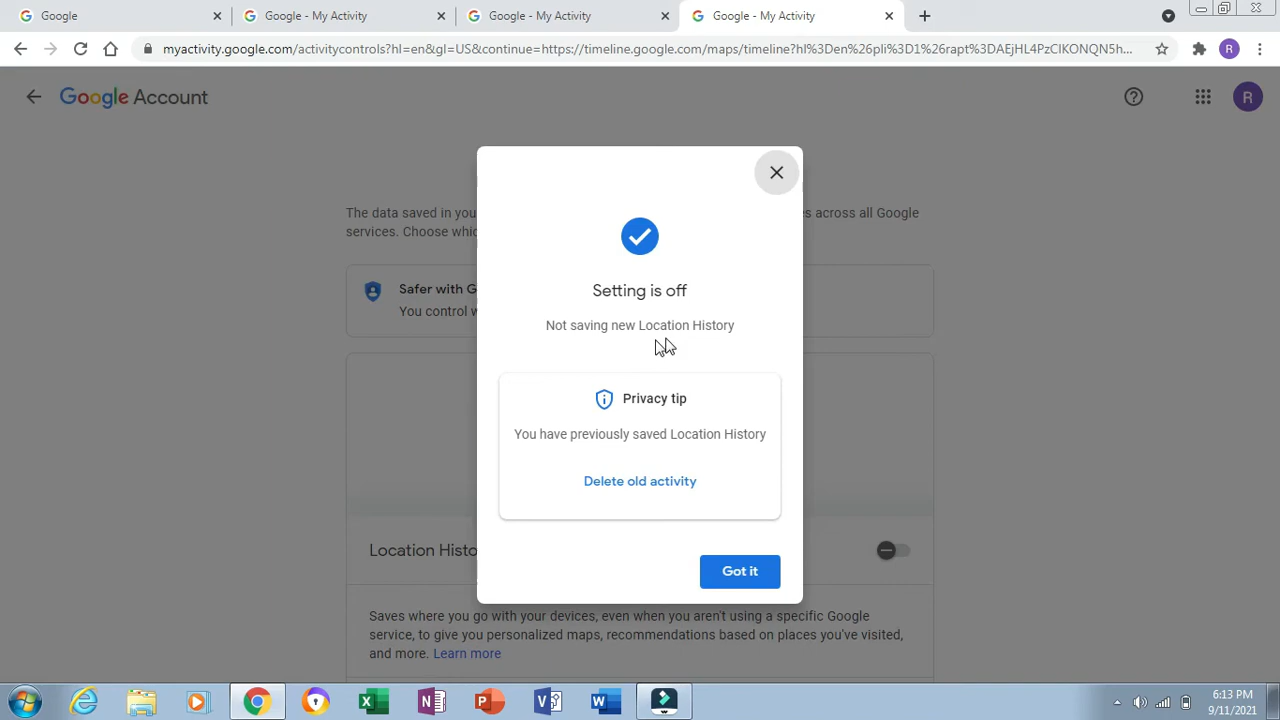 Google
Google - My Activity
Google - My Activity
Google - My Activity
myactivity.google.com/activitycontrols?hl=en&gl=US&continue=https://timeline.google.com/maps/timeline?hl%3Den%26pli%3D1%26rapt%3DAEjHL4PzClKONQN5h...
R
Google Account
R
The data saved in you
s across all Google
services. Choose whic
Safer with G
You control w
Setting is off
Not saving new Location History
Privacy tip
You have previously saved Location History
Delete old activity
Got it
Location Histo
Saves where you go with your devices, even when you aren't using a specific Google
service, to give you personalized maps, recommendations based on places you've visited,
and more. Learn more
6:13 PM
9/11/2021